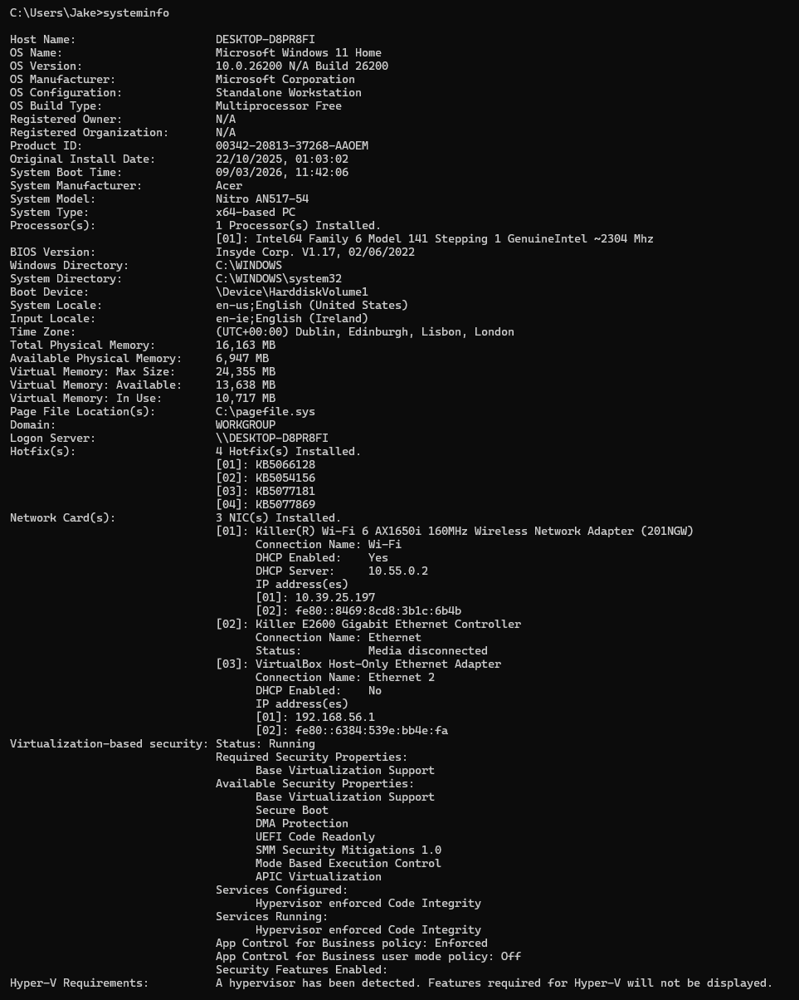 C:\Users\Jake>systeminfo
Host Name: DESKTOP-D8PR8FI
OS Name: Microsoft Windows 11 Home
OS Version: 10.0.26200 N/A Build 26200
OS Manufacturer: Microsoft Corporation
OS Configuration: Standalone Workstation
OS Build Type: Multiprocessor Free
Registered Owner: N/A
Registered Organization: N/A
Product ID: 00342-20813-37268-AAOEM
Original Install Date: 22/10/2025, 01:03:02
System Boot Time: 09/03/2026, 11:42:06
System Manufacturer: Acer
System Model: Nitro AN517-54
System Type: x64-based PC
Processor(s): 1 Processor(s) Installed.
[01]: Intel64 Family 6 Model 141 Stepping 1 GenuineIntel ~2304 Mhz
BIOS Version: Insyde Corp. V1.17, 02/06/2022
Windows Directory: C:\WINDOWS
System Directory: C:\WINDOWS\system32
Boot Device: \Device\HarddiskVolume1
System Locale: en-us;English (United States)
Input Locale: en-ie;English (Ireland)
Time Zone: (UTC+00:00) Dublin, Edinburgh, Lisbon, London
Total Physical Memory: 16,163 MB
Available Physical Memory: 6,947 MB
Virtual Memory: Max Size: 24,355 MB
Virtual Memory: Available: 13,638 MB
Virtual Memory: In Use: 10,717 MB
Page File Location(s): C:\pagefile.sys
Domain: WORKGROUP
Logon Server: \\DESKTOP-D8PR8FI
Hotfix(s): 4 Hotfix(s) Installed.
[01]: KB5066128
[02]: KB5054156
[03]: KB5077181
[04]: KB5077869
Network Card(s): 3 NIC(s) Installed.
[01]: Killer(R) Wi-Fi 6 AX1650i 160MHz Wireless Network Adapter (201NGW)
Connection Name: Wi-Fi
DHCP Enabled: Yes
DHCP Server: 10.55.0.2
IP address(es)
[01]: 10.39.25.197
[02]: fe80::8469:8cd8:3b1c:6b4b
[02]: Killer E2600 Gigabit Ethernet Controller
Connection Name: Ethernet
Status: Media disconnected
[03]: VirtualBox Host-Only Ethernet Adapter
Connection Name: Ethernet 2
DHCP Enabled: No
IP address(es)
[01]: 192.168.56.1
[02]: fe80::6384:539e:bb4e:fa
Virtualization-based security: Status: Running
Required Security Properties:
Base Virtualization Support
Available Security Properties:
Base Virtualization Support
Secure Boot
DMA Protection
UEFI Code Readonly
SMM Security Mitigations 1.0
Mode Based Execution Control
APIC Virtualization
Services Configured:
Hypervisor enforced Code Integrity
Services Running:
Hypervisor enforced Code Integrity
App Control for Business policy: Enforced
App Control for Business user mode policy: Off
Security Features Enabled:
Hyper-V Requirements: A hypervisor has been detected. Features required for Hyper-V will not be displayed.